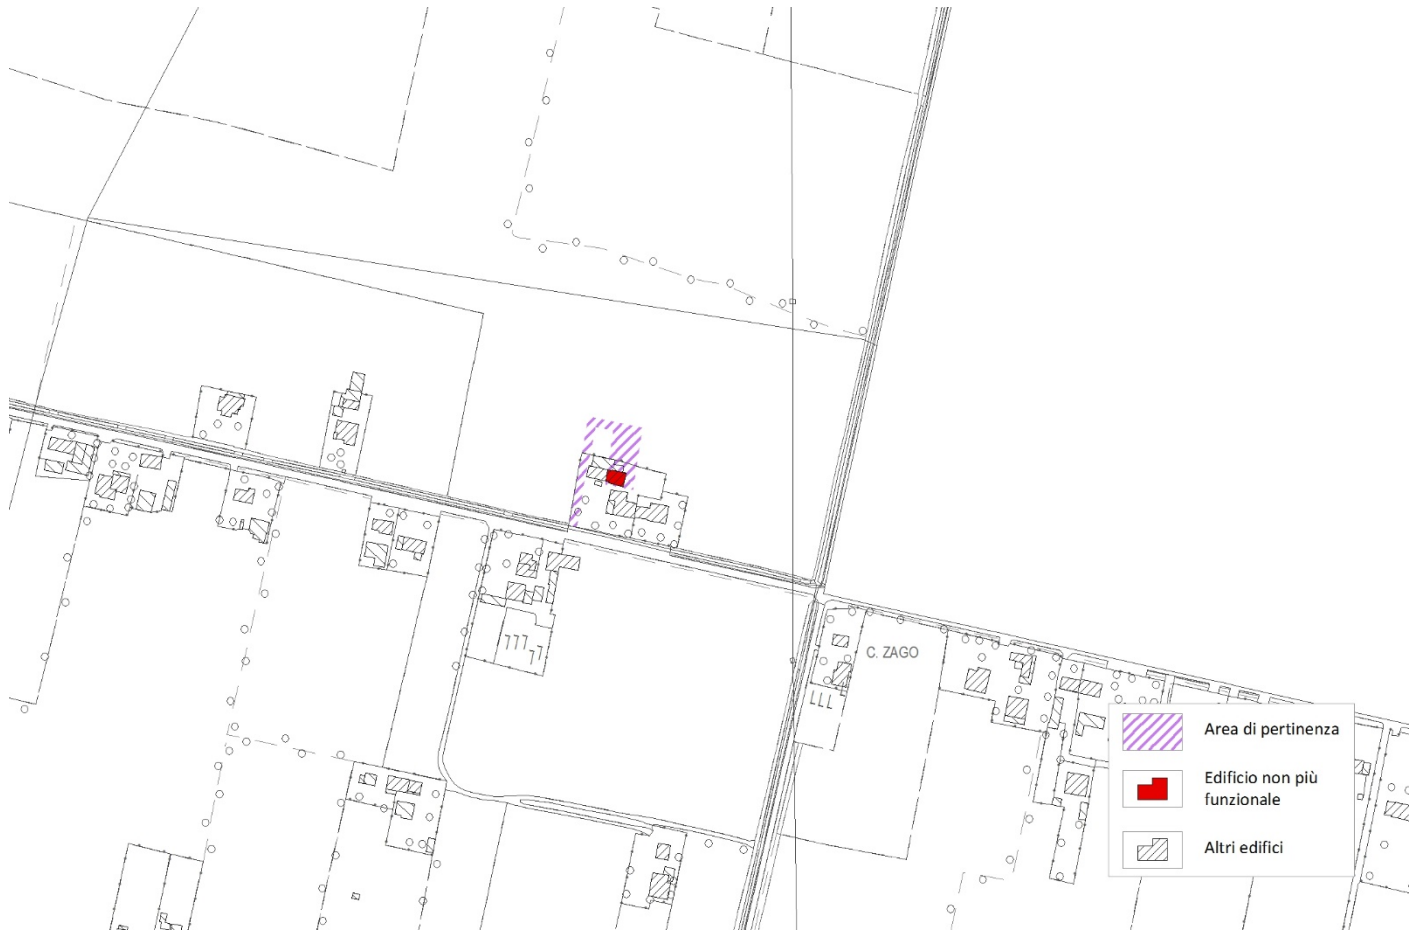 C. ZAGO
Area di pertinenza
Edificio non più
funzionale
Altri edifici